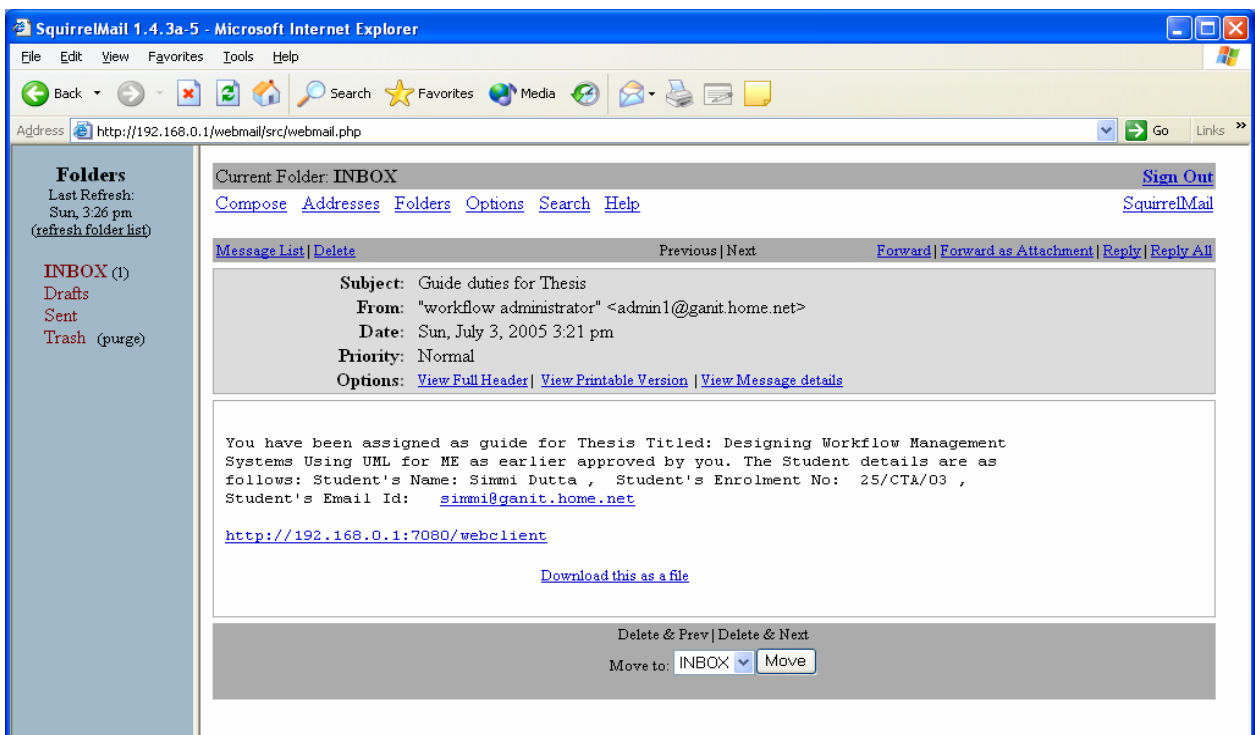 SquirrelMail 1.4.3a-5 - Microsoft Internet Explorer
File Edit View Favorites Tools Help
Back Search Favorites Media
Address http://192.168.0.1/webmail/src/webmail.php Go Links »
Folders
Last Refresh:
Sun, 3:26 pm
(refresh folder list)
INBOX (1)
Drafts
Sent
Trash (purge)
Current Folder: INBOX Sign Out
Compose Addresses Folders Options Search Help SquirrelMail
Message List | Delete Previous | Next Forward | Forward as Attachment | Reply | Reply All
Subject: Guide duties for Thesis
From: "workflow administrator" <admin1@ganit.home.net>
Date: Sun, July 3, 2005 3:21 pm
Priority: Normal
Options: View Full Header | View Printable Version | View Message details
You have been assigned as guide for Thesis Titled: Designing Workflow Management
Systems Using UML for ME as earlier approved by you. The Student details are as
follows: Student's Name: Simmi Dutta , Student's Enrolment No: 25/CTA/03 ,
Student's Email Id: simmi@ganit.home.net
http://192.168.0.1:7080/webclient
Download this as a file
Delete & Prev | Delete & Next
Move to: INBOX Move